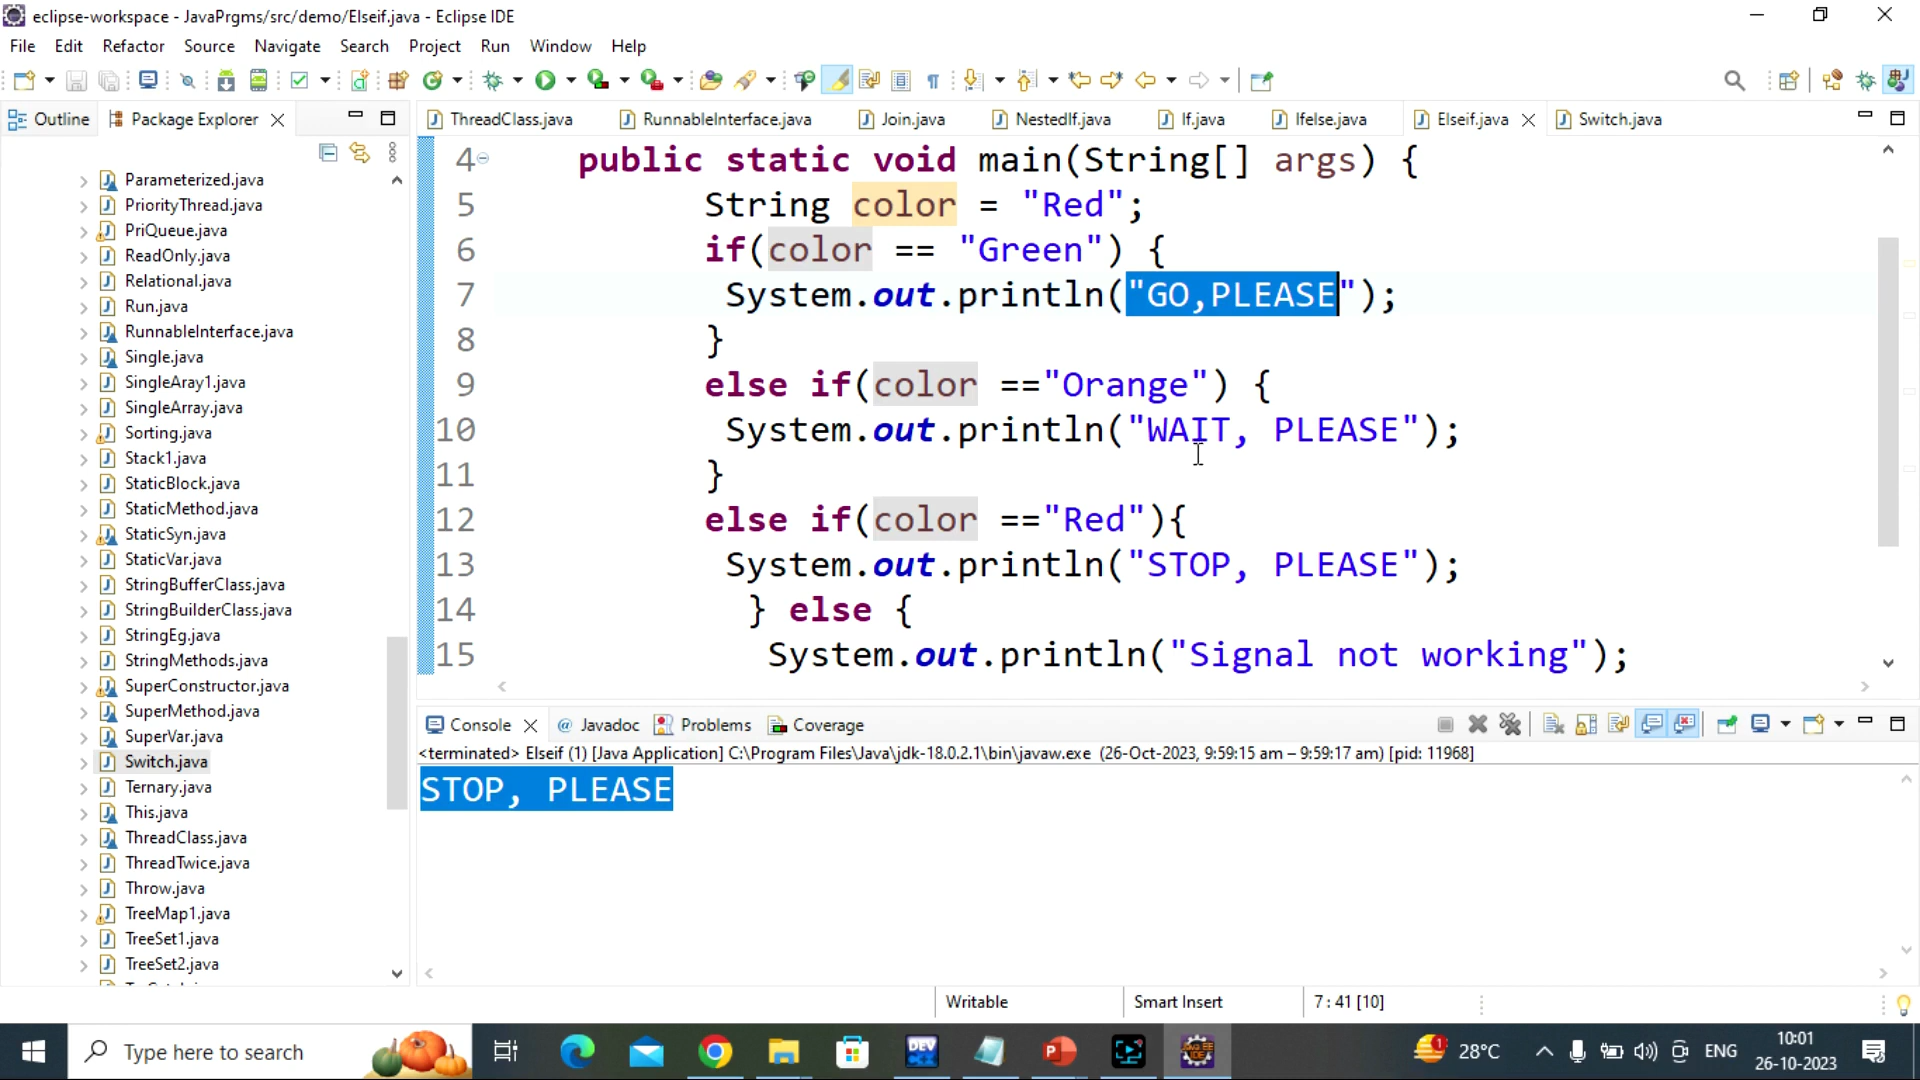 eclipse-workspace - JavaPrgms/src/demo/Elseif.java - Eclipse IDE
File Edit Refactor Source Navigate Search Project Run Window Help
Outline Package Explorer
ThreadClass.java RunnableInterface.java Join.java NestedIf.java If.java Ifelse.java Elseif.java Switch.java
Parameterized.java
PriorityThread.java
PriQueue.java
ReadOnly.java
Relational.java
Run.java
RunnableInterface.java
Single.java
SingleAray1.java
SingleArray.java
Sorting.java
Stack1.java
StaticBlock.java
StaticMethod.java
StaticSyn.java
StaticVar.java
StringBufferClass.java
StringBuilderClass.java
StringEg.java
StringMethods.java
SuperConstructor.java
SuperMethod.java
SuperVar.java
Switch.java
Ternary.java
This.java
ThreadClass.java
ThreadTwice.java
Throw.java
TreeMap1.java
TreeSet1.java
TreeSet2.java
4 public static void main(String[] args) {
5 String color = "Red";
6 if(color == "Green") {
7 System.out.println("GO,PLEASE");
8 }
9 else if(color =="Orange") {
10 System.out.println("WAIT, PLEASE");
11 }
12 else if(color =="Red"){
13 System.out.println("STOP, PLEASE");
14 } else {
15 System.out.println("Signal not working");
Console Javadoc Problems Coverage
<terminated> Elseif (1) [Java Application] C:\Program Files\Java\jdk-18.0.2.1\bin\javaw.exe (26-Oct-2023, 9:59:15 am – 9:59:17 am) [pid: 11968]
STOP, PLEASE
Writable Smart Insert 7 : 41 [10]
Type here to search
DEV
28°C
ENG
10:01
26-10-2023